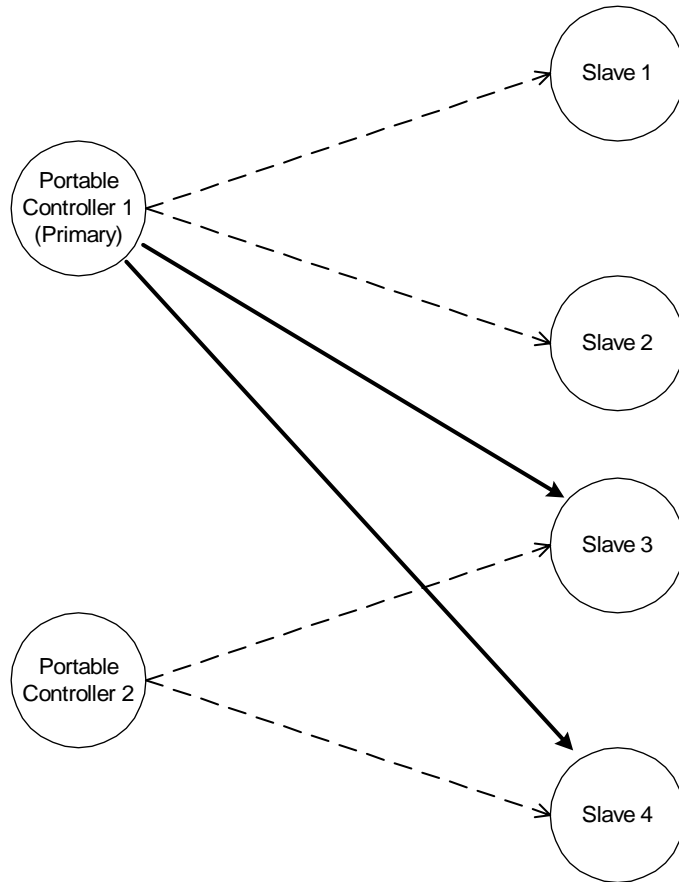 Slave 1
Portable
Controller 1
(Primary)
Slave 2
Slave 3
Portable
Controller 2
Slave 4